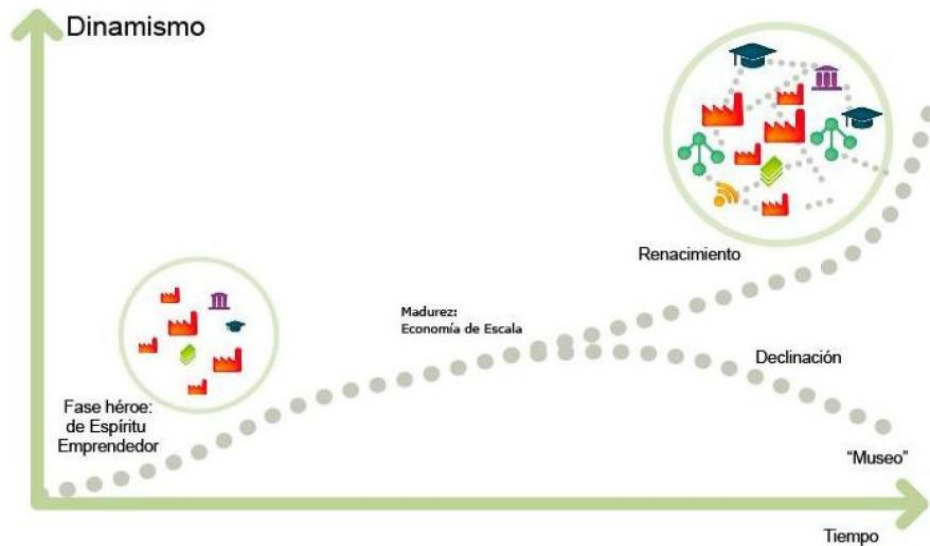 Dinamismo
Renacimiento
Madurez:
Economía de Escala
Declinación
Fase héroe:
de Espíritu
Emprendedor
“Museo”
Tiempo